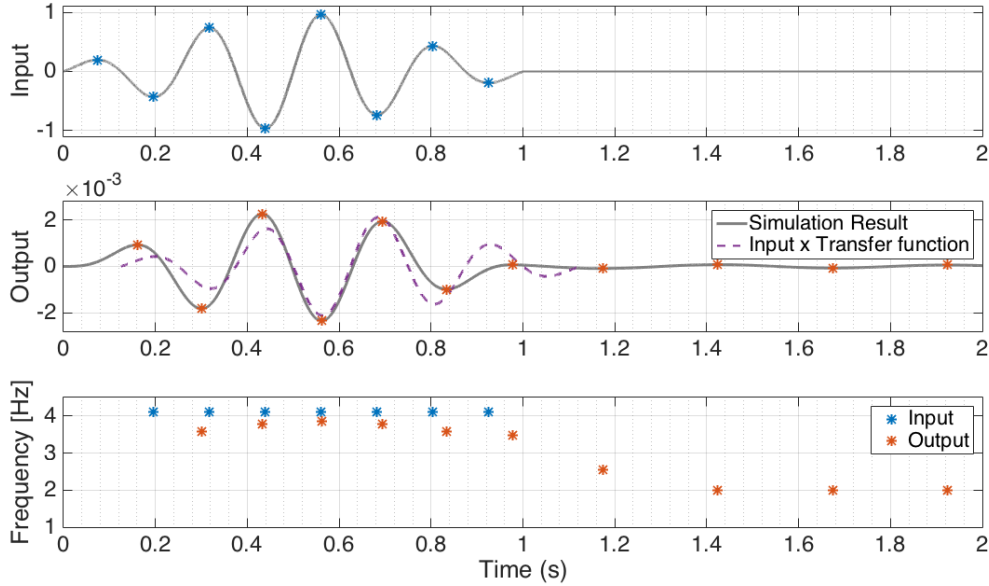 1
0
-1
Input
0 0.2 0.4 0.6 0.8 1 1.2 1.4 1.6 1.8 2
×10⁻³
2
0
-2
Output
Simulation Result
Input x Transfer function
0 0.2 0.4 0.6 0.8 1 1.2 1.4 1.6 1.8 2
4
3
2
1
Frequency [Hz]
Input
Output
0 0.2 0.4 0.6 0.8 1 1.2 1.4 1.6 1.8 2
Time (s)